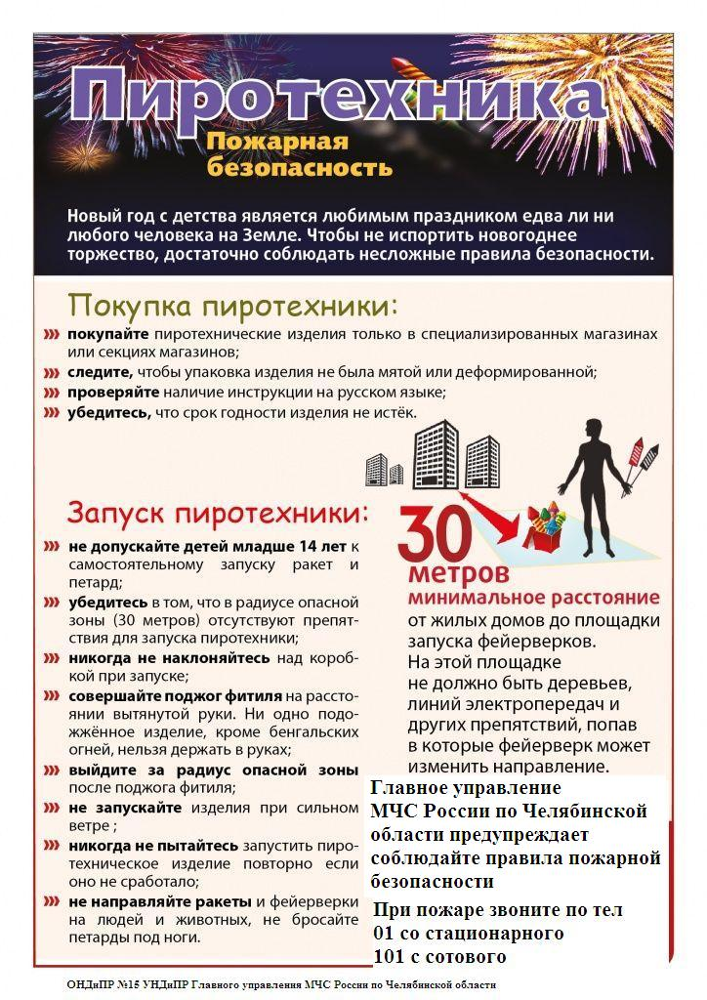 Пиротехника
Пожарная
безопасность
Новый год с детства является любимым праздником едва ли ни
любого человека на Земле. Чтобы не испортить новогоднее
торжество, достаточно соблюдать несложные правила безопасности.
Покупка пиротехники:
››› покупайте пиротехнические изделия только в специализированных магазинах
или секциях магазинов;
››› следите, чтобы упаковка изделия не была мятой или деформированной;
››› проверяйте наличие инструкции на русском языке;
››› убедитесь, что срок годности изделия не истёк.
Запуск пиротехники:
››› не допускайте детей младше 14 лет к
самостоятельному запуску ракет и
петард;
››› убедитесь в том, что в радиусе опасной
зоны (30 метров) отсутствуют препят-
ствия для запуска пиротехники;
››› никогда не наклоняйтесь над короб-
кой при запуске;
››› совершайте поджог фитиля на рассто-
янии вытянутой руки. Ни одно подо-
жжённое изделие, кроме бенгальских
огней, нельзя держать в руках;
››› выйдите за радиус опасной зоны
после поджога фитиля;
››› не запускайте изделия при сильном
ветре ;
››› никогда не пытайтесь запустить пиро-
техническое изделие повторно если
оно не сработало;
››› не направляйте ракеты и фейерверки
на людей и животных, не бросайте
петарды под ноги.
30
метров
минимальное расстояние
от жилых домов до площадки
запуска фейерверков.
На этой площадке
не должно быть деревьев,
линий электропередач и
других препятствий, попав
в которые фейерверк может
изменить направление.
Главное управление
МЧС России по Челябинской
области предупреждает
соблюдайте правила пожарной
безопасности
При пожаре звоните по тел
01 со стационарного
101 с сотового
ОНДиПР №15 УНДиПР Главного управления МЧС России по Челябинской области